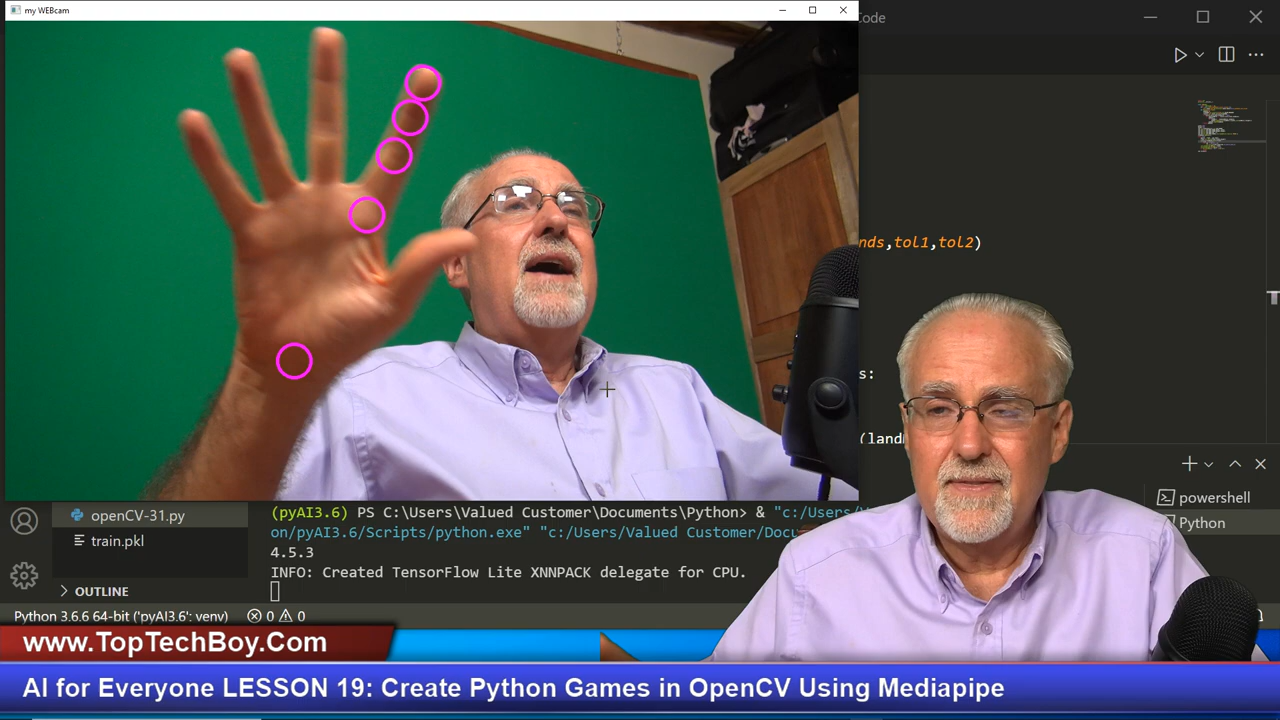 my WEBcam
Code
nds,tol1,tol2)
s:
(land
powershell
Python
openCV-31.py
train.pkl
OUTLINE
(pyAI3.6) PS C:\Users\Valued Customer\Documents\Python> & "c:/Users/V
on/pyAI3.6/Scripts/python.exe" "c:/Users/Valued Customer/Docu
4.5.3
INFO: Created TensorFlow Lite XNNPACK delegate for CPU.
Python 3.6.6 64-bit ('pyAI3.6': venv) 0 0
www.TopTechBoy.Com
AI for Everyone LESSON 19: Create Python Games in OpenCV Using Mediapipe